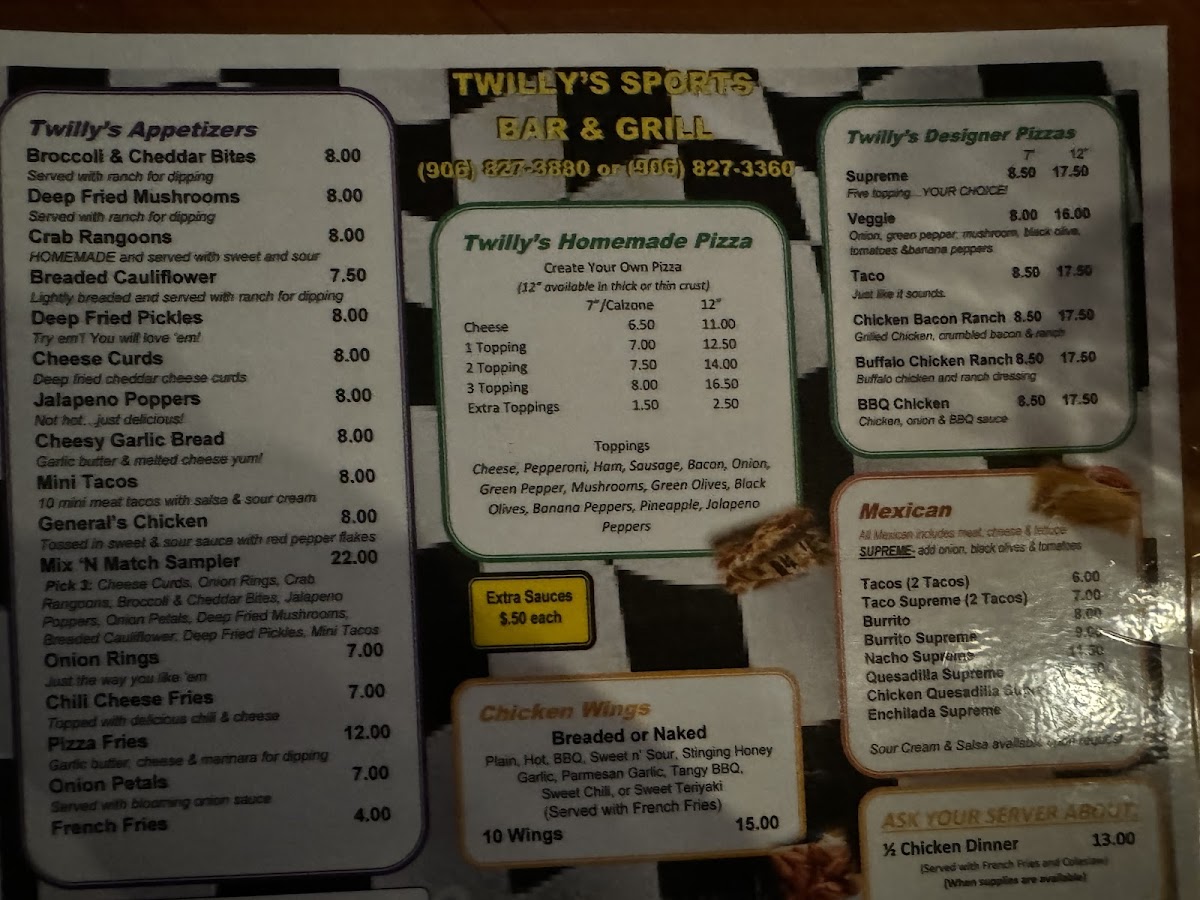 TWILLY'S SPORTS
BAR & GRILL
(906) 827-3880 or (906) 827-3360
Twilly's Appetizers
Broccoli & Cheddar Bites 8.00
Served with ranch for dipping
Deep Fried Mushrooms 8.00
Served with ranch for dipping
Crab Rangoons 8.00
HOMEMADE and served with sweet and sour
Breaded Cauliflower 7.50
Lightly breaded and served with ranch for dipping
Deep Fried Pickles 8.00
Try em'! You will love 'em!
Cheese Curds 8.00
Deep fried cheddar cheese curds
Jalapeno Poppers 8.00
Not hot...just delicious!
Cheesy Garlic Bread 8.00
Garlic butter & melted cheese yum!
Mini Tacos 8.00
10 mini meat tacos with salsa & sour cream
General's Chicken 8.00
Tossed in sweet & sour sauce with red pepper flakes
Mix 'N Match Sampler 22.00
Pick 3: Cheese Curds, Onion Rings, Crab
Rangoons, Broccoli & Cheddar Bites, Jalapeno
Poppers, Onion Petals, Deep Fried Mushrooms,
Breaded Cauliflower, Deep Fried Pickles, Mini Tacos
Onion Rings 7.00
Just the way you like 'em
Chili Cheese Fries 7.00
Topped with delicious chili & cheese
Pizza Fries 12.00
Garlic butter, cheese & marinara for dipping
Onion Petals 7.00
Served with blooming onion sauce
French Fries 4.00
Twilly's Homemade Pizza
Create Your Own Pizza
(12" available in thick or thin crust)
7"/Calzone 12"
Cheese 6.50 11.00
1 Topping 7.00 12.50
2 Topping 7.50 14.00
3 Topping 8.00 16.50
Extra Toppings 1.50 2.50
Toppings
Cheese, Pepperoni, Ham, Sausage, Bacon, Onion,
Green Pepper, Mushrooms, Green Olives, Black
Olives, Banana Peppers, Pineapple, Jalapeno
Peppers
Extra Sauces
$.50 each
Chicken Wings
Breaded or Naked
Plain, Hot, BBQ, Sweet n' Sour, Stinging Honey
Garlic, Parmesan Garlic, Tangy BBQ,
Sweet Chili, or Sweet Teriyaki
(Served with French Fries)
10 Wings 15.00
Twilly's Designer Pizzas
7" 12"
Supreme 8.50 17.50
Five topping...YOUR CHOICE!
Veggie 8.00 16.00
Onion, green pepper, mushroom, black olive,
tomatoes &banana peppers
Taco 8.50 17.50
Just like it sounds.
Chicken Bacon Ranch 8.50 17.50
Grilled Chicken, crumbled bacon & ranch
Buffalo Chicken Ranch 8.50 17.50
Buffalo chicken and ranch dressing
BBQ Chicken 8.50 17.50
Chicken, onion & BBQ sauce
Mexican
All Mexican includes meat, cheese & lettuce
SUPREME- add onion, black olives & tomatoes
Tacos (2 Tacos) 6.00
Taco Supreme (2 Tacos) 7.00
Burrito 8.00
Burrito Supreme 9.00
Nacho Supreme 11.50
Quesadilla Supreme
Chicken Quesadilla
Enchilada Supreme
Sour Cream & Salsa available upon request
ASK YOUR SERVER ABOUT:
½ Chicken Dinner 13.00
(Served with French Fries and Coleslaw)
(When supplies are available)